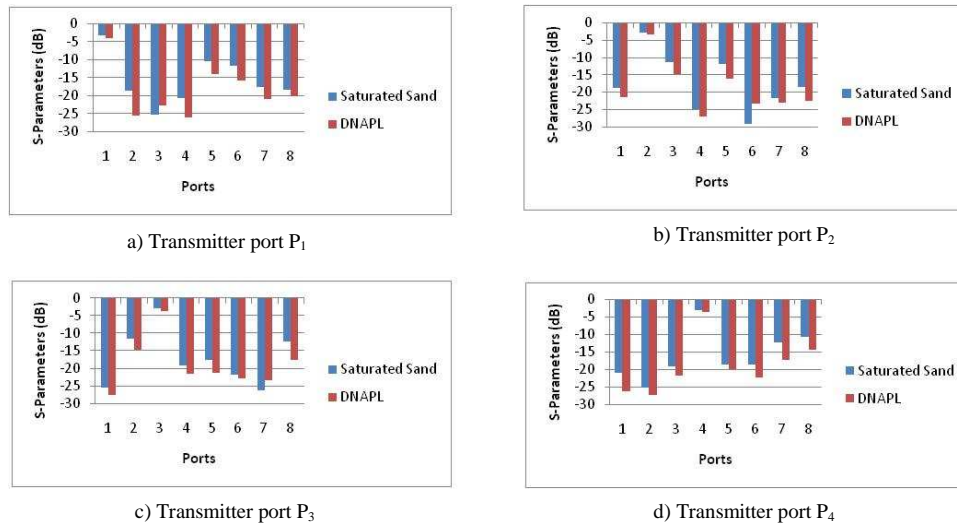 S-Parameters (dB)
0
-5
-10
-15
-20
-25
-30
1 2 3 4 5 6 7 8
Ports
Saturated Sand
DNAPL
a) Transmitter port P₁
S-Parameters (dB)
0
-5
-10
-15
-20
-25
-30
1 2 3 4 5 6 7 8
Ports
Saturated Sand
DNAPL
b) Transmitter port P₂
S-Parameters (dB)
0
-5
-10
-15
-20
-25
-30
1 2 3 4 5 6 7 8
Ports
Saturated Sand
DNAPL
c) Transmitter port P₃
S-Parameters (dB)
0
-5
-10
-15
-20
-25
-30
1 2 3 4 5 6 7 8
Ports
Saturated Sand
DNAPL
d) Transmitter port P₄